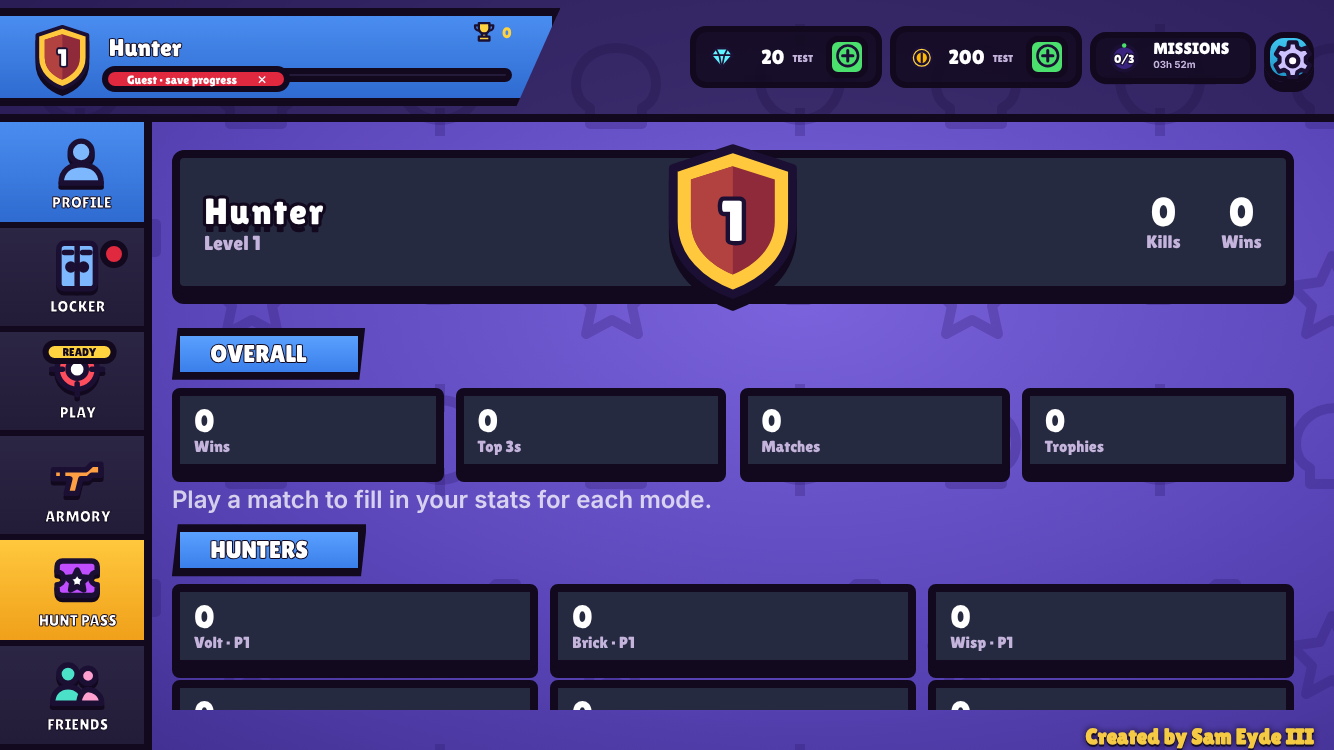 1
Hunter
0
Guest · save progress ×
20 TEST
200 TEST
0/3
MISSIONS
03h 52m
PROFILE
LOCKER
READY
PLAY
ARMORY
HUNT PASS
FRIENDS
Hunter
Level 1
1
0 0
Kills Wins
OVERALL
0 0 0 0
Wins Top 3s Matches Trophies
Play a match to fill in your stats for each mode.
HUNTERS
0 0 0
Volt · P1 Brick · P1 Wisp · P1
0 0 0
Created by Sam Eyde III